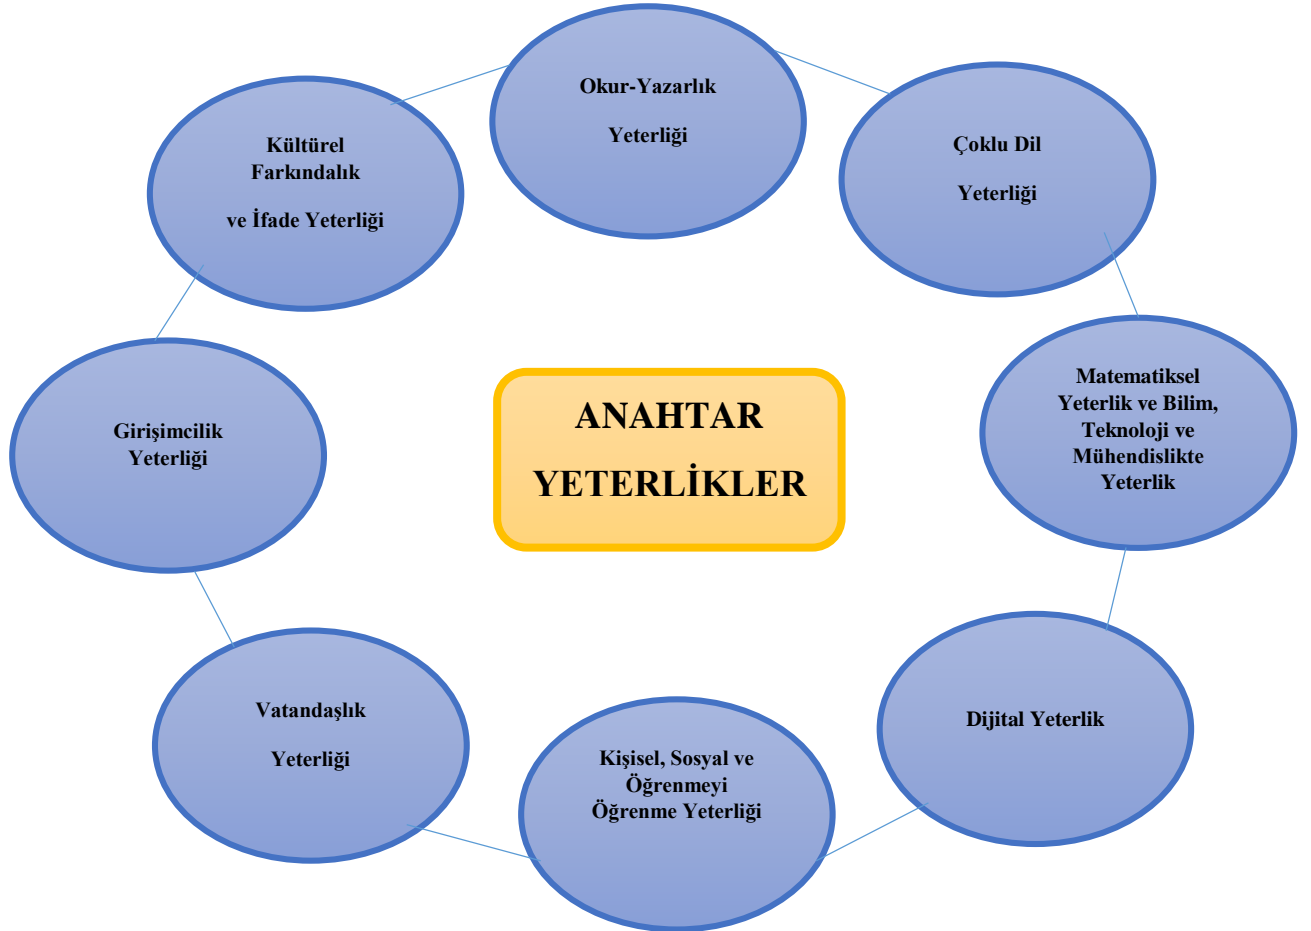 Okur-Yazarlık
Yeterliği
Çoklu Dil
Yeterliği
Kültürel
Farkındalık
ve İfade Yeterliği
Matematiksel
Yeterlik ve Bilim,
Teknoloji ve
Mühendislikte
Yeterlik
ANAHTAR
YETERLİKLER
Girişimcilik
Yeterliği
Dijital Yeterlik
Vatandaşlık
Yeterliği
Kişisel, Sosyal ve
Öğrenmeyi
Öğrenme Yeterliği